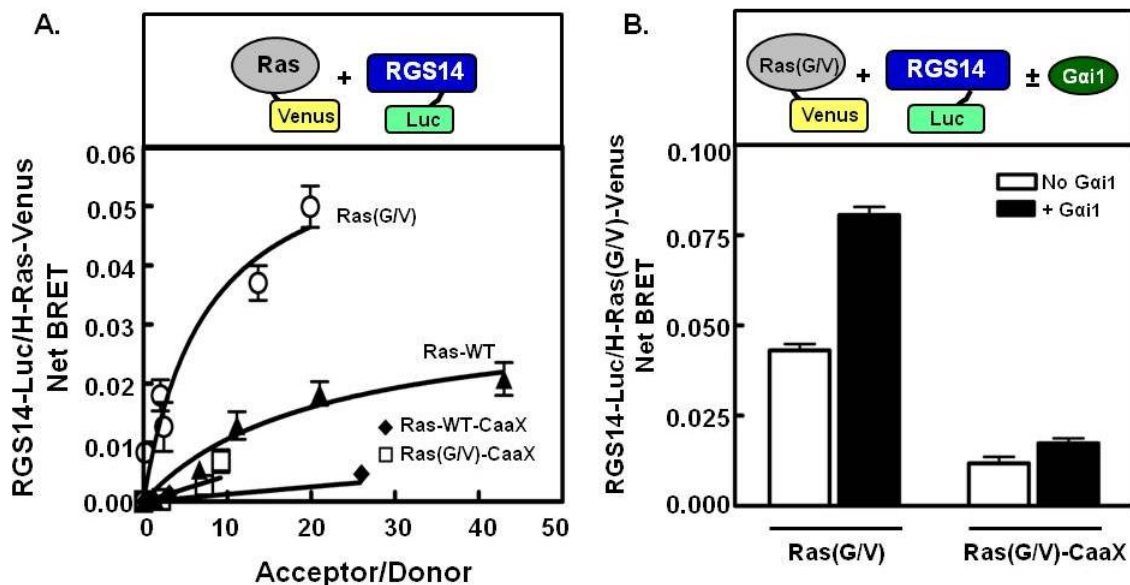 A.
Ras
+
RGS14
Venus
Luc
RGS14-Luc/H-Ras-Venus
Net BRET
0.06
0.05
0.04
0.03
0.02
0.01
0.00
Ras(G/V)
Ras-WT
◆ Ras-WT-CaaX
□ Ras(G/V)-CaaX
0
10
20
30
40
50
Acceptor/Donor
B.
Ras(G/V)
+
RGS14
±
Gαi1
Venus
Luc
RGS14-Luc/H-Ras(G/V)-Venus
Net BRET
0.100
0.075
0.050
0.025
0.000
No Gαi1
+ Gαi1
Ras(G/V)
Ras(G/V)-CaaX